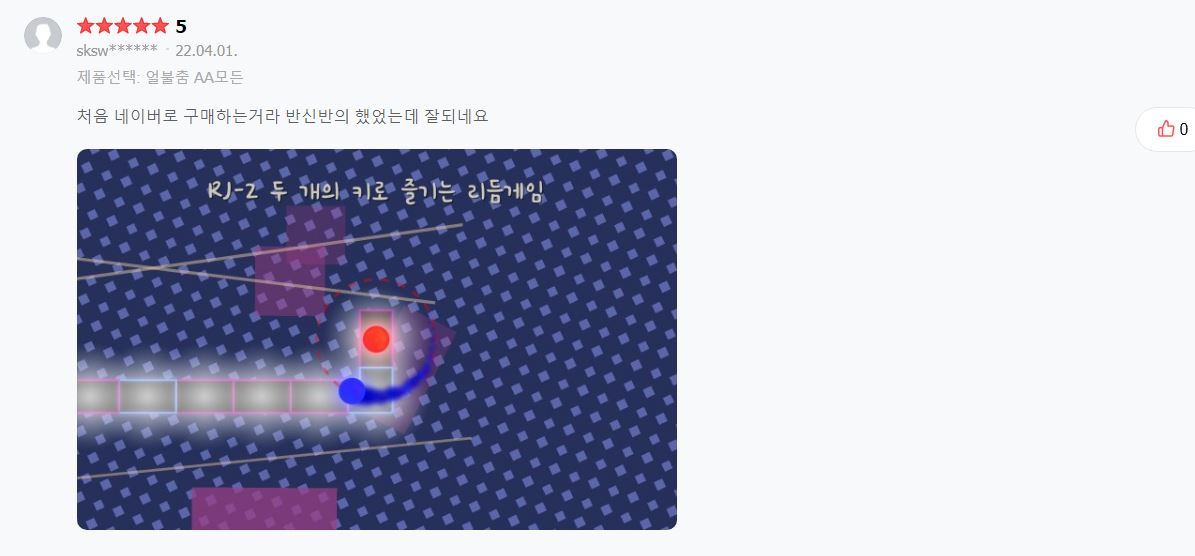 5
sksw****** · 22.04.01.
제품선택: 얼불춤 AA모든
처음 네이버로 구매하는거라 반신반의 했었는데 잘되네요
0
RJ-2 두 개의 키로 즐기는 리듬게임